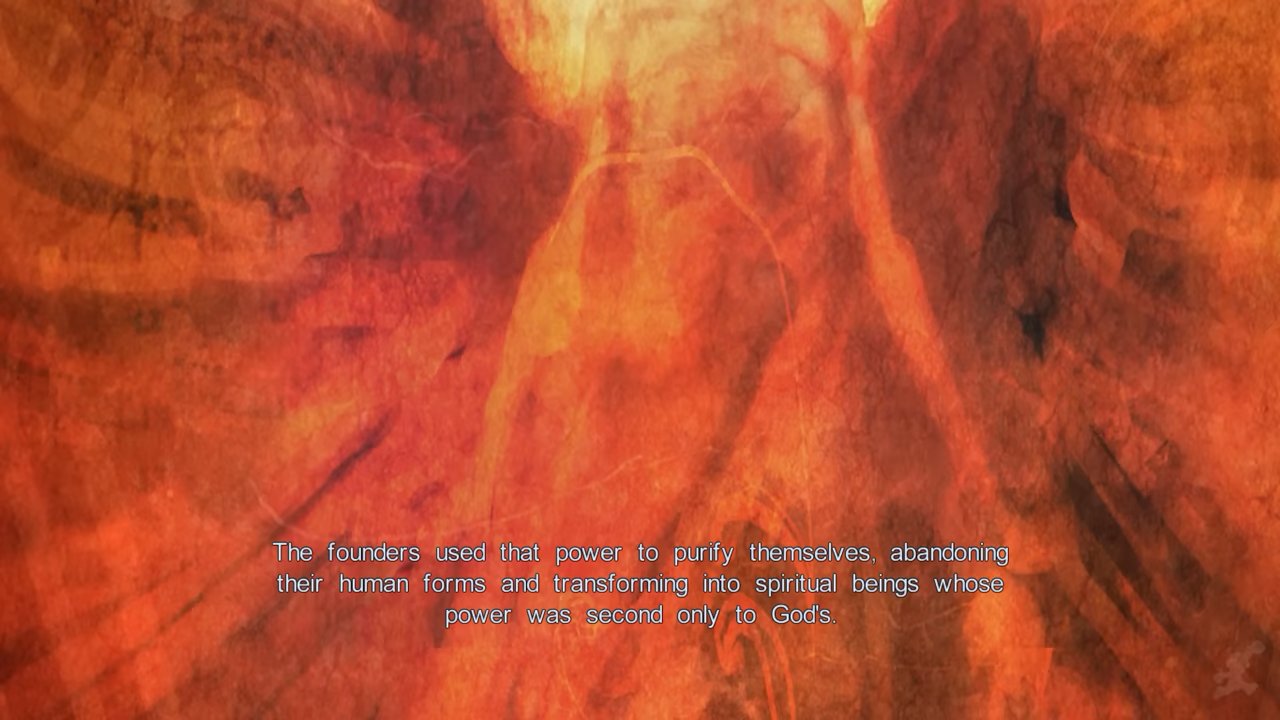 The founders used that power to purify themselves, abandoning
their human forms and transforming into spiritual beings whose
power was second only to God's.